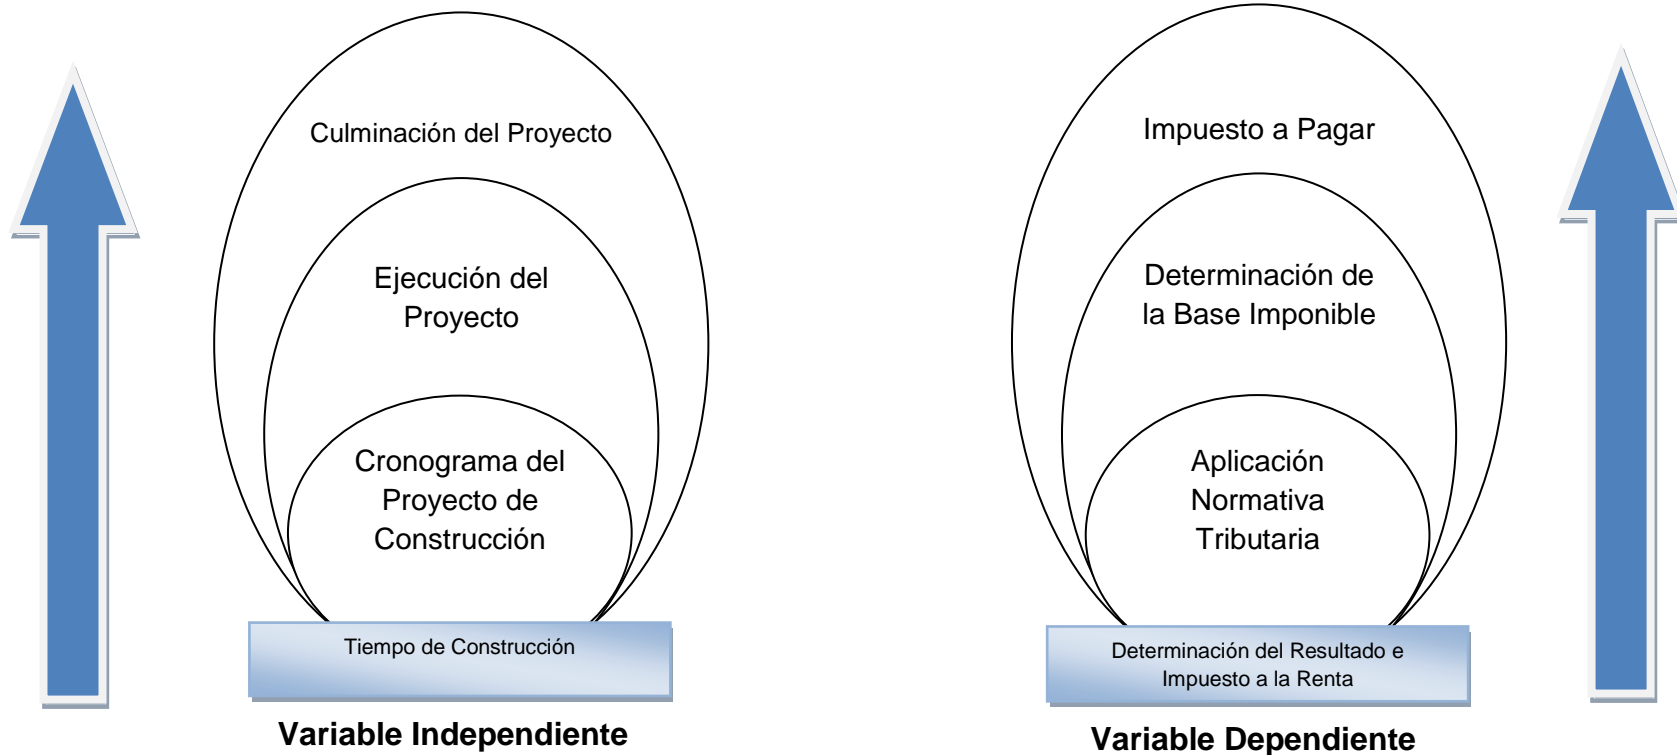 Culminación del Proyecto
Ejecución del
Proyecto
Cronograma del
Proyecto de
Construcción
Tiempo de Construcción
Variable Independiente
Impuesto a Pagar
Determinación de
la Base Imponible
Aplicación
Normativa
Tributaria
Determinación del Resultado e
Impuesto a la Renta
Variable Dependiente